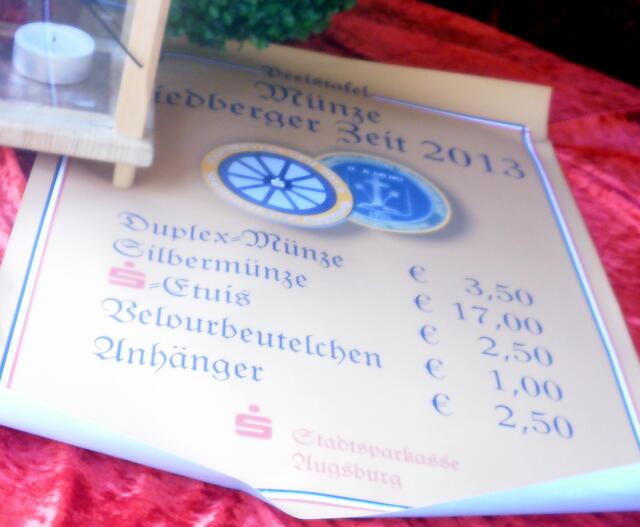 Preistafel
Münze
iedberger Zeit 2013
Duplex-Münze € 3,50
Silbermünze € 17,00
S-Etuis € 2,50
Velourbeutelchen € 1,00
Anhänger € 2,50
Stadtsparkasse
Augsburg